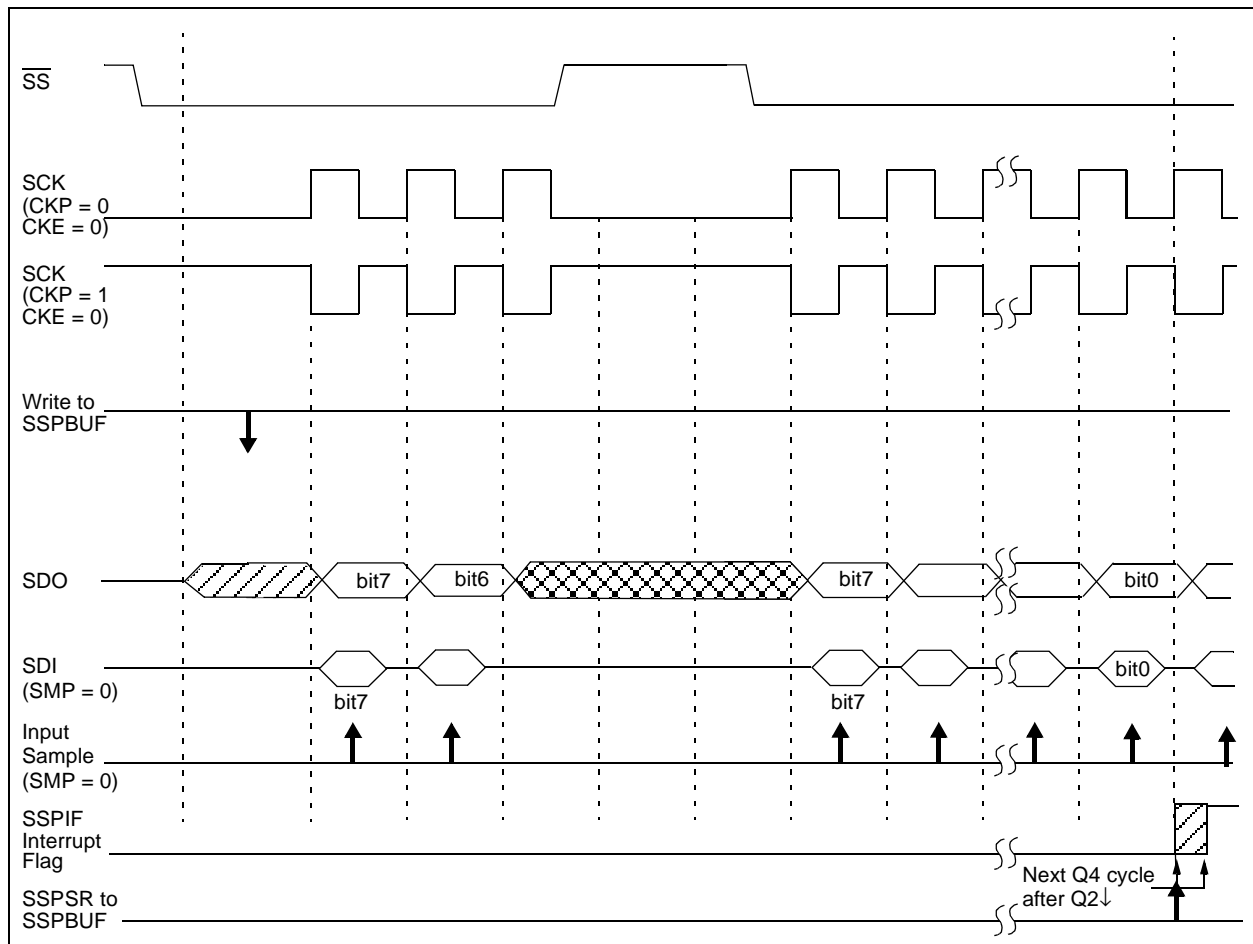 SS
SCK
(CKP = 0
CKE = 0)
SCK
(CKP = 1
CKE = 0)
Write to
SSPBUF
SDO
bit7
bit6
bit7
bit0
SDI
(SMP = 0)
bit7
bit7
bit0
Input
Sample
(SMP = 0)
SSPIF
Interrupt
Flag
Next Q4 cycle
after Q2↓
SSPSR to
SSPBUF